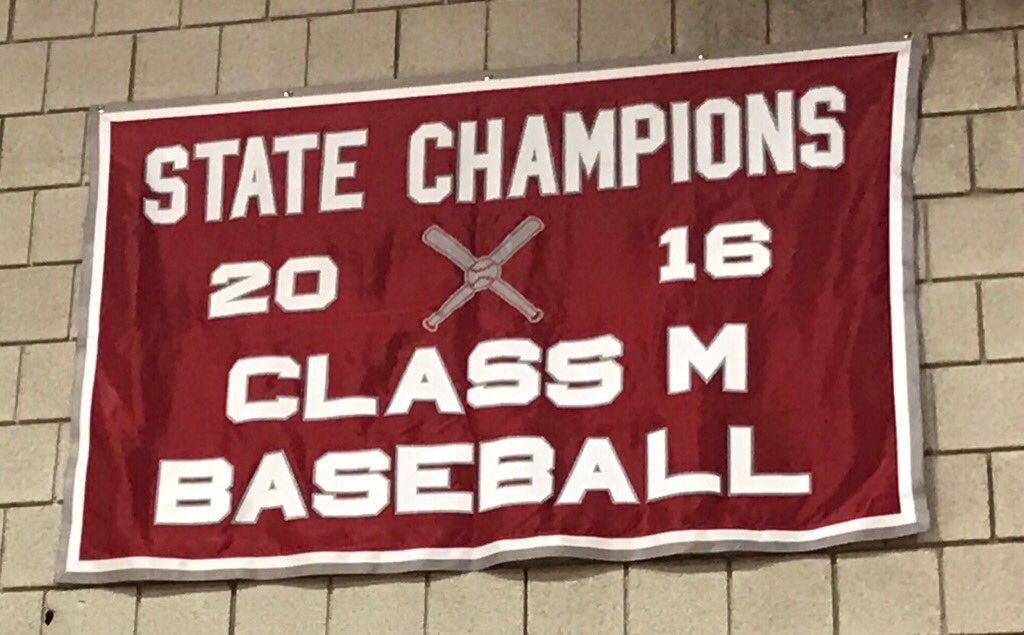 STATE CHAMPIONS
20 16
CLASS M
BASEBALL